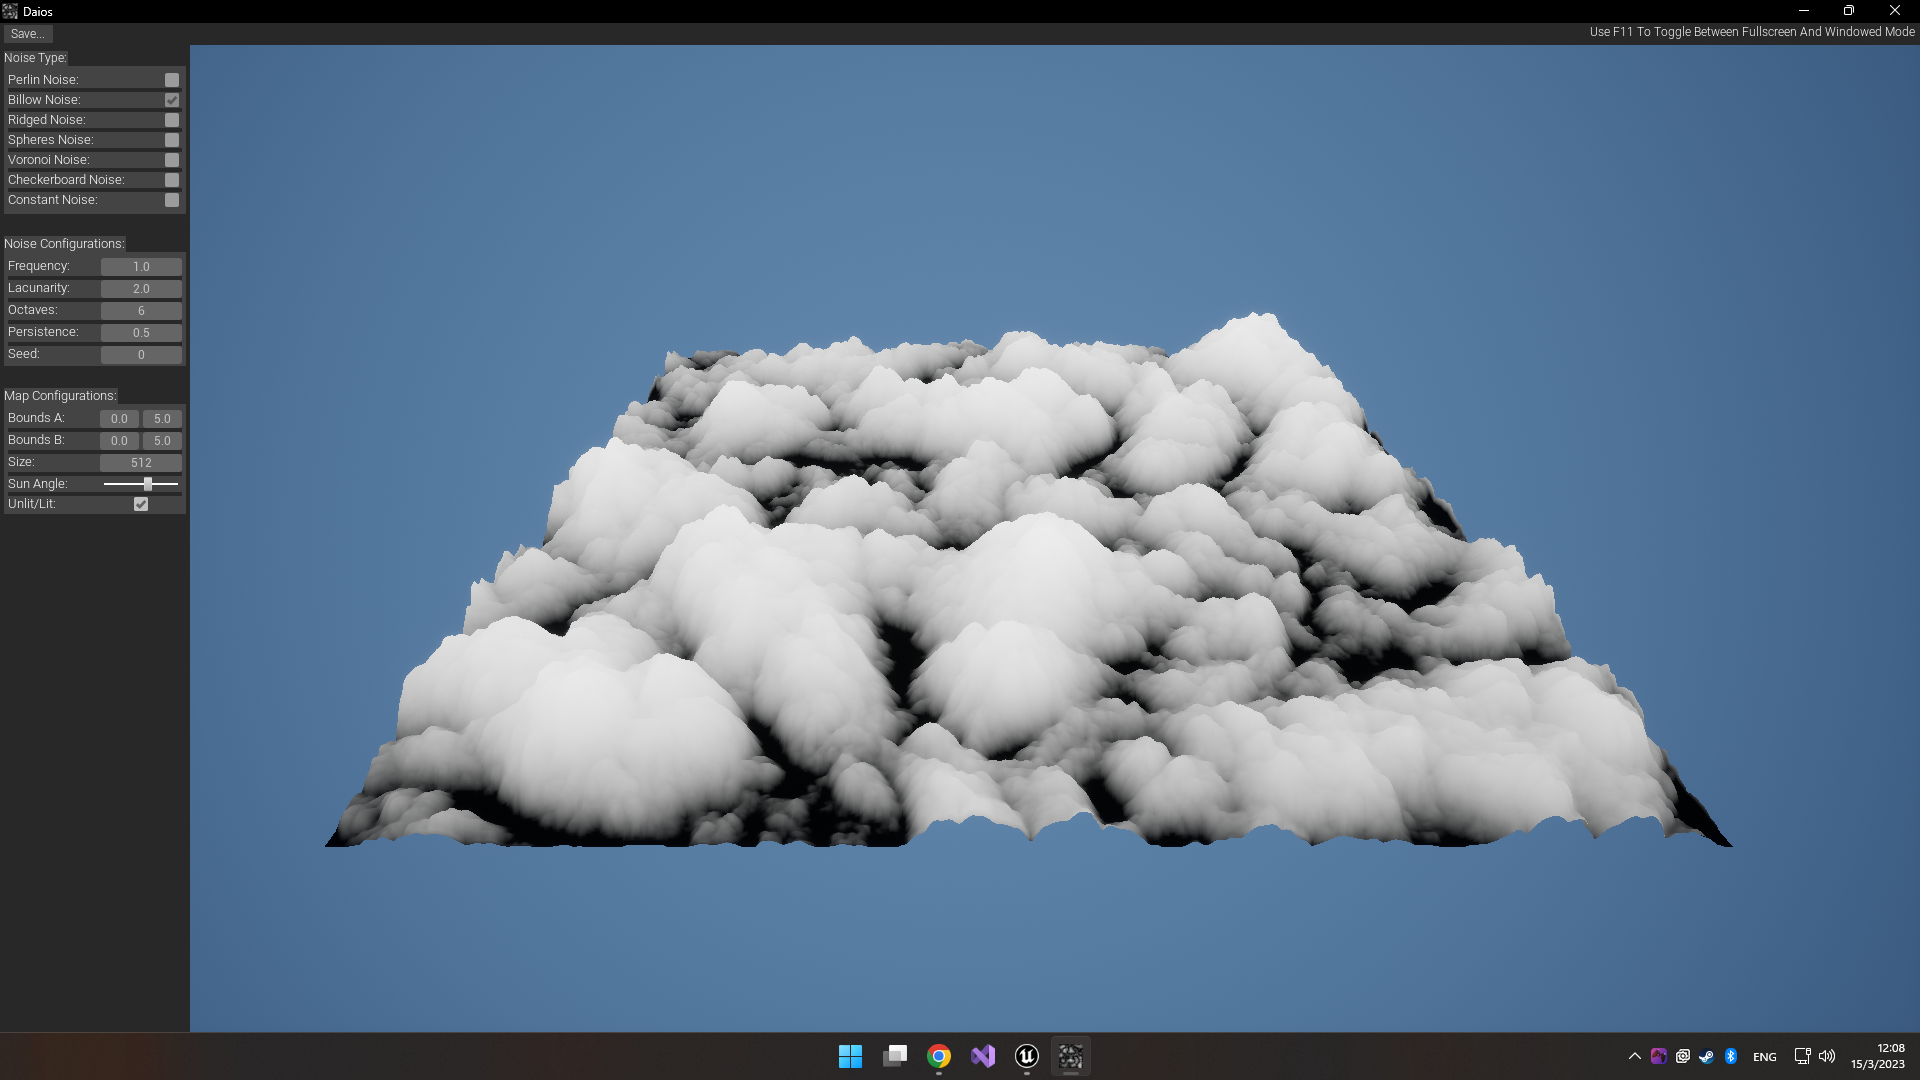 Daios
Save...
Use F11 To Toggle Between Fullscreen And Windowed Mode
Noise Type:
Perlin Noise:
Billow Noise:
Ridged Noise:
Spheres Noise:
Voronoi Noise:
Checkerboard Noise:
Constant Noise:
Noise Configurations:
Frequency: 1.0
Lacunarity: 2.0
Octaves: 6
Persistence: 0.5
Seed: 0
Map Configurations:
Bounds A: 0.0 5.0
Bounds B: 0.0 5.0
Size: 512
Sun Angle:
Unlit/Lit:
ENG
12:08
15/3/2023